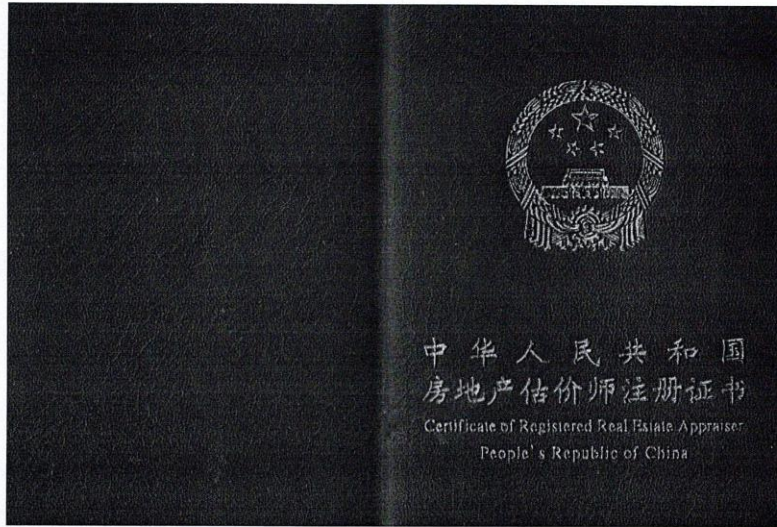 中华人民共和国
房地产估价师注册证书
Certificate of Registered Real Estate Appraiser
People's Republic of China